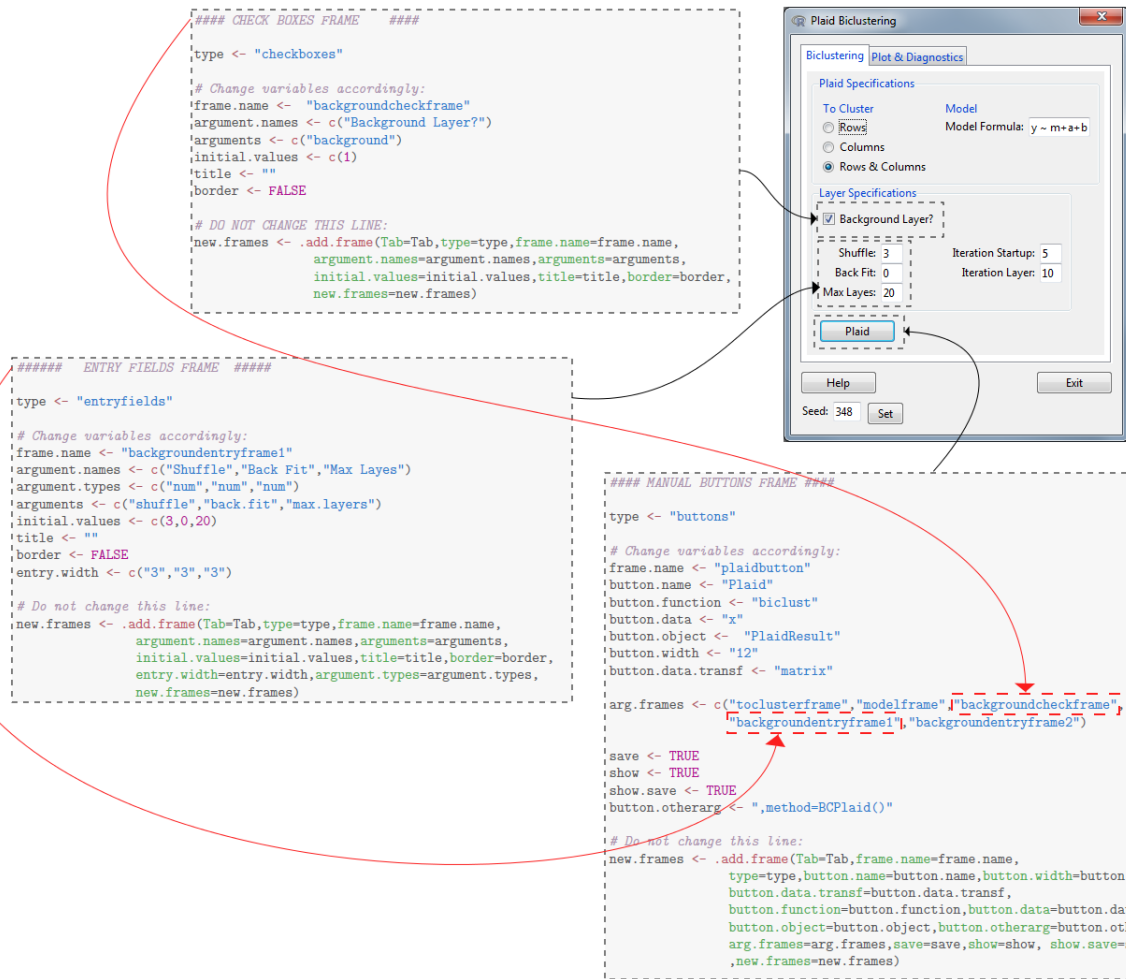 #### CHECK BOXES FRAME    ####
type <- "checkboxes"
# Change variables accordingly:
frame.name <-  "backgroundcheckframe"
argument.names <- c("Background Layer?")
arguments <- c("background")
initial.values <- c(1)
title <- ""
border <- FALSE
# DO NOT CHANGE THIS LINE:
new.frames <- .add.frame(Tab=Tab,type=type,frame.name=frame.name,
argument.names=argument.names,arguments=arguments,
initial.values=initial.values,title=title,border=border,
new.frames=new.frames)
Plaid Biclustering
Biclustering Plot & Diagnostics
Plaid Specifications
To Cluster Model
Rows Model Formula: y ~ m+a+b
Columns
Rows & Columns
Layer Specifications
Background Layer?
Shuffle: 3 Iteration Startup: 5
Back Fit: 0 Iteration Layer: 10
Max Layes: 20
Plaid
Help Exit
Seed: 348 Set
######   ENTRY FIELDS FRAME  #####
type <- "entryfields"
# Change variables accordingly:
frame.name <- "backgroundentryframe1"
argument.names <- c("Shuffle","Back Fit","Max Layes")
argument.types <- c("num","num","num")
arguments <- c("shuffle","back.fit","max.layers")
initial.values <- c(3,0,20)
title <- ""
border <- FALSE
entry.width <- c("3","3","3")
# Do not change this line:
new.frames <- .add.frame(Tab=Tab,type=type,frame.name=frame.name,
argument.names=argument.names,arguments=arguments,
initial.values=initial.values,title=title,border=border,
entry.width=entry.width,argument.types=argument.types,
new.frames=new.frames)
#### MANUAL BUTTONS FRAME ####
type <- "buttons"
# Change variables accordingly:
frame.name <- "plaidbutton"
button.name <- "Plaid"
button.function <- "biclust"
button.data <- "x"
button.object <-  "PlaidResult"
button.width <- "12"
button.data.transf <- "matrix"
arg.frames <- c("toclusterframe","modelframe","backgroundcheckframe",
"backgroundentryframe1","backgroundentryframe2")
save <- TRUE
show <- TRUE
show.save <- TRUE
button.otherarg <- ",method=BCPlaid()"
# Do not change this line:
new.frames <- .add.frame(Tab=Tab,frame.name=frame.name,
type=type,button.name=button.name,button.width=button
button.data.transf=button.data.transf,
button.function=button.function,button.data=button.da
button.object=button.object,button.otherarg=button.ot
arg.frames=arg.frames,save=save,show=show, show.save=
,new.frames=new.frames)